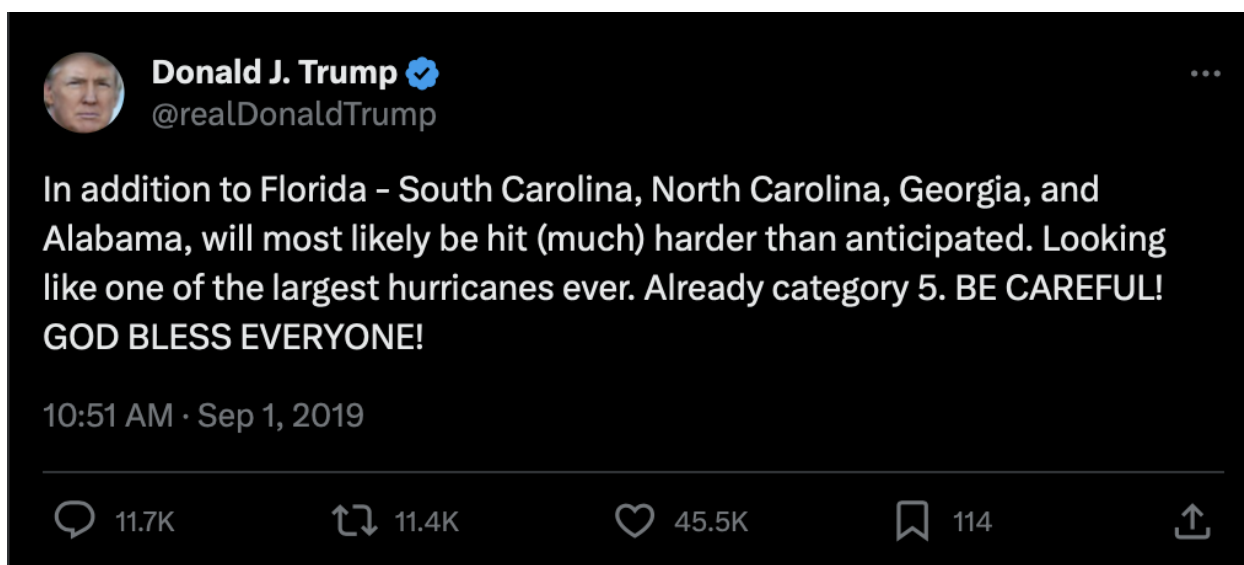 Donald J. Trump
@realDonaldTrump
In addition to Florida - South Carolina, North Carolina, Georgia, and
Alabama, will most likely be hit (much) harder than anticipated. Looking
like one of the largest hurricanes ever. Already category 5. BE CAREFUL!
GOD BLESS EVERYONE!
10:51 AM · Sep 1, 2019
11.7K 11.4K 45.5K 114